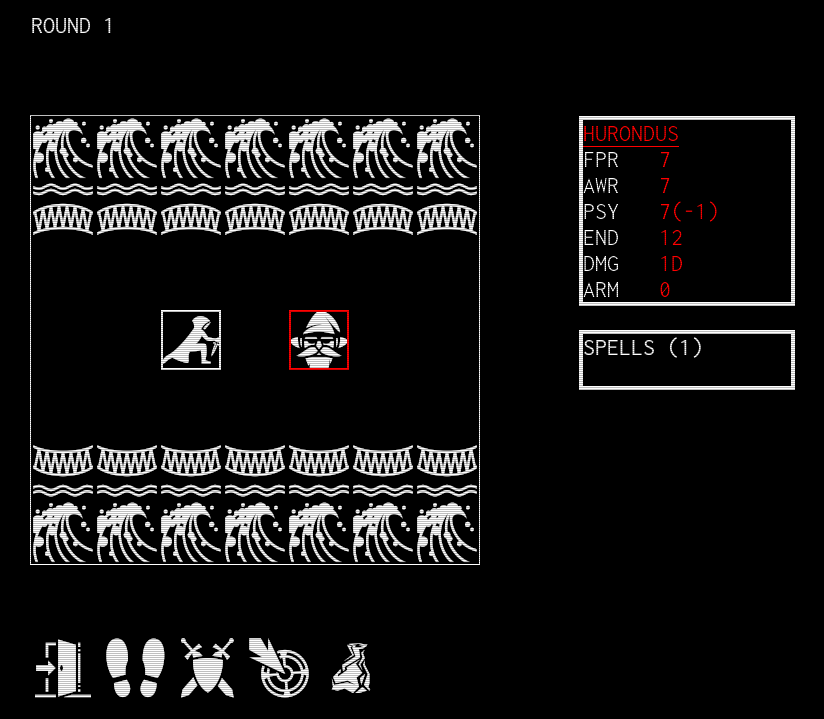 ROUND 1
HURONDUS
FPR 7
AWR 7
PSY 7(-1)
END 12
DMG 1D
ARM 0
SPELLS (1)